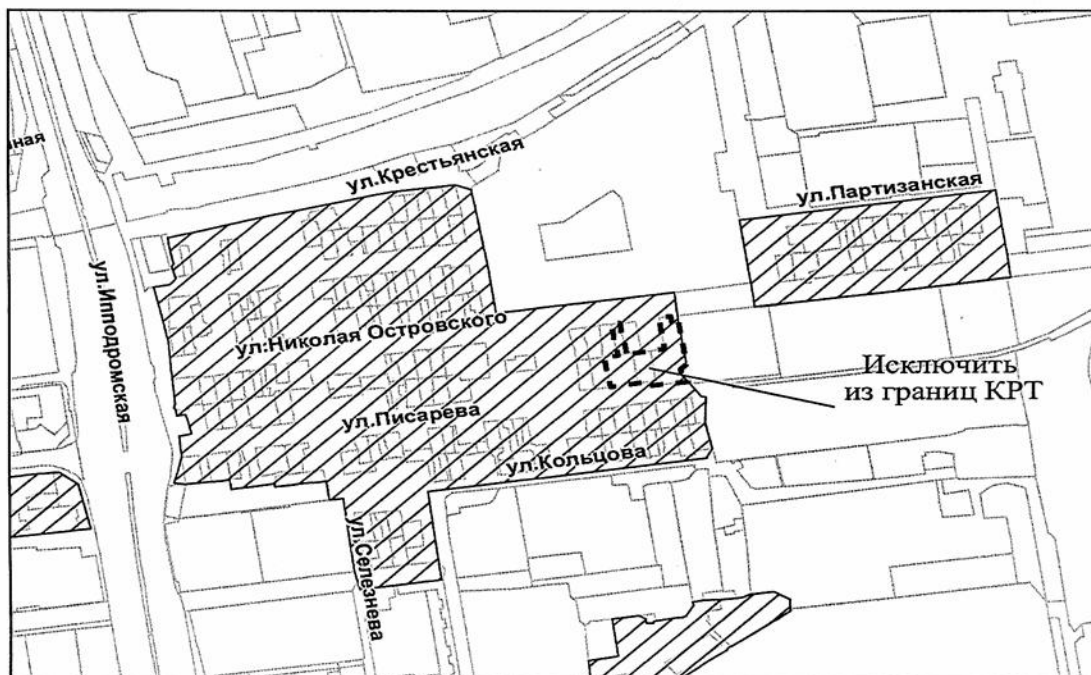 ул.Крестьянская
ул.Партизанская
ул.Ипподромская
ул.Николая Островского
Исключить
из границ КРТ
ул.Писарева
ул.Кольцова
ул.Селезнева